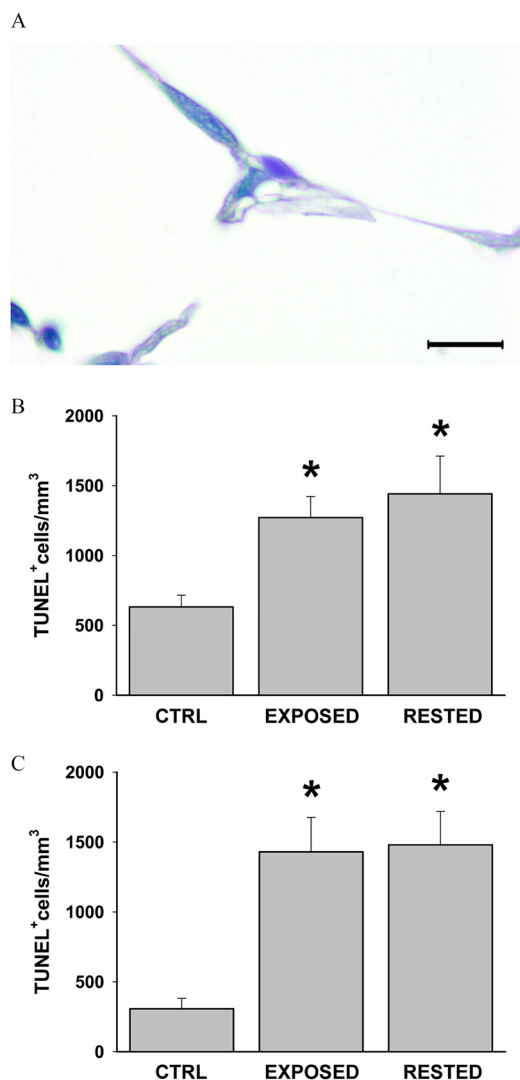 A
B
2000
1500
1000
500
0
TUNEL+cells/mm3
*
*
CTRL
EXPOSED
RESTED
C
2000
1500
1000
500
0
TUNEL+cells/mm3
*
*
CTRL
EXPOSED
RESTED